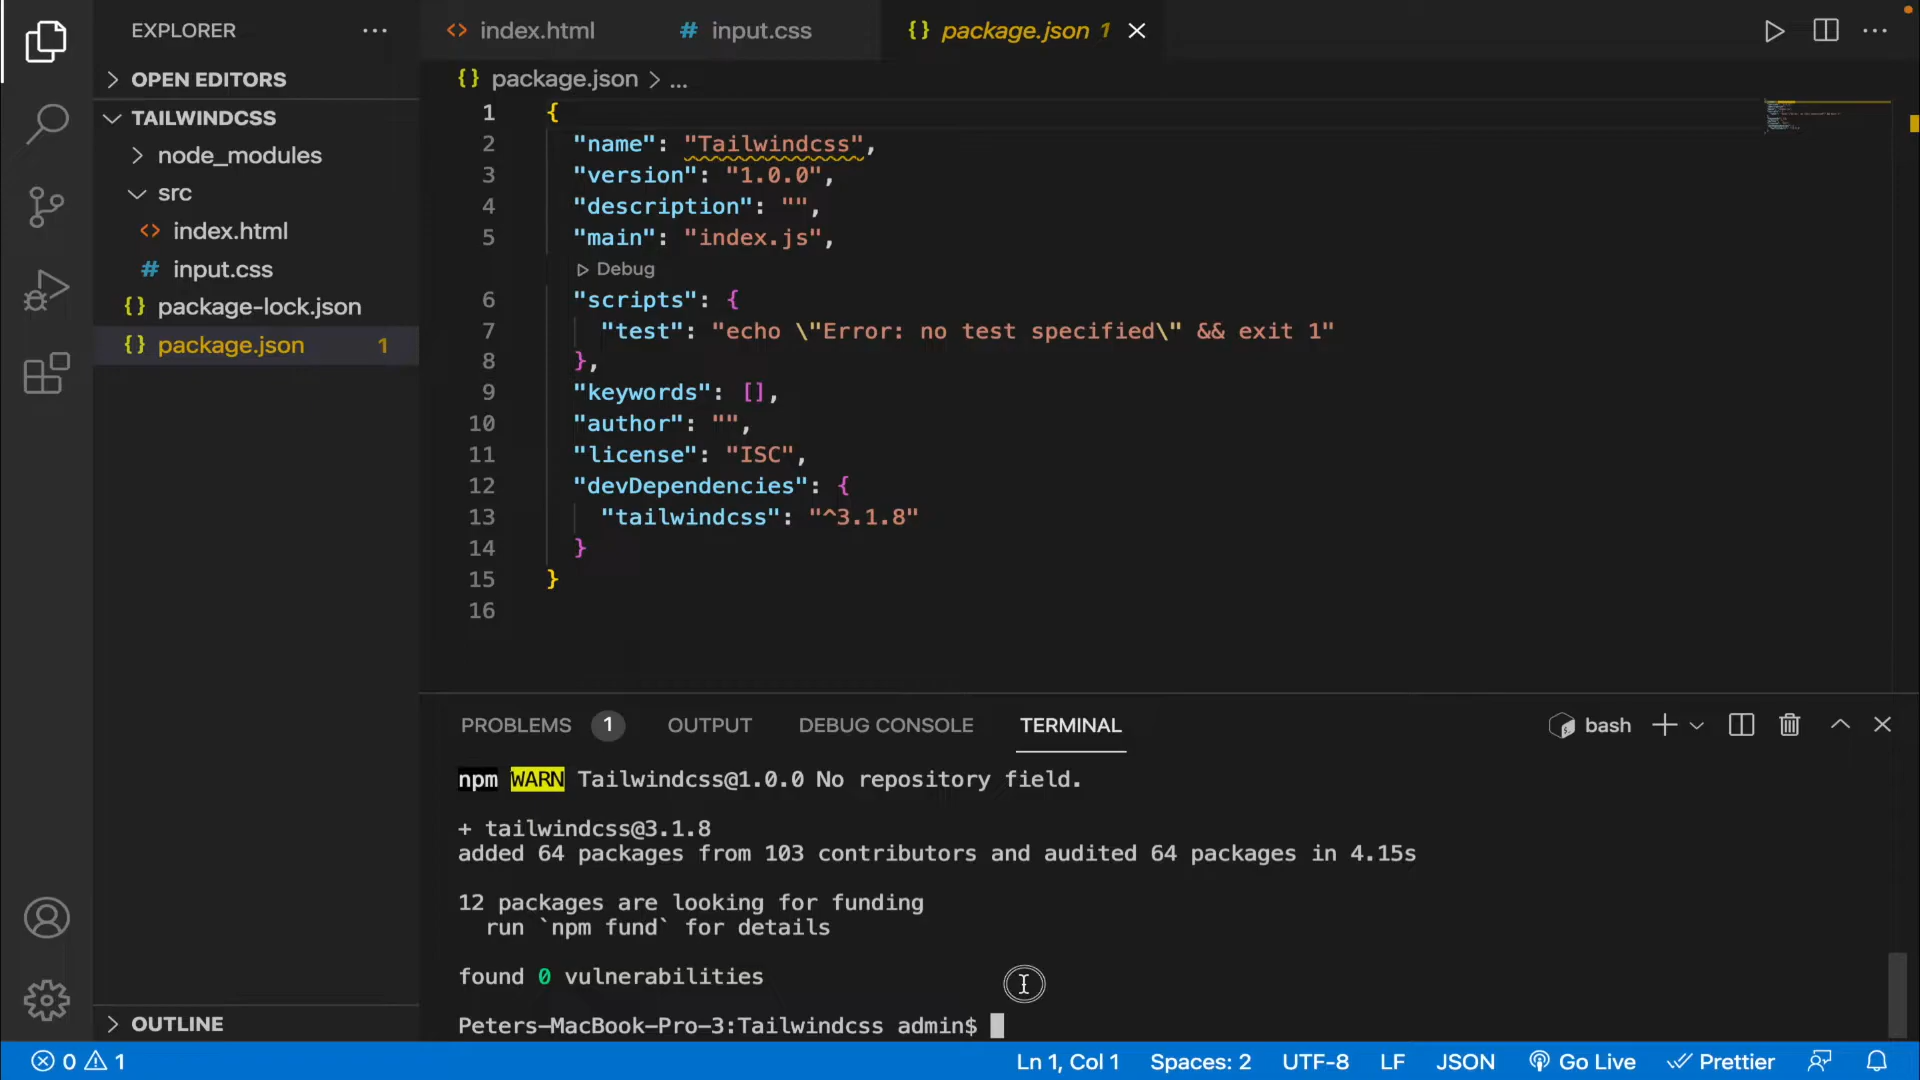 EXPLORER
OPEN EDITORS
TAILWINDCSS
node_modules
src
index.html
input.css
package-lock.json
package.json 1
OUTLINE
index.html
input.css
package.json 1
package.json > ...
1 {
2 "name": "Tailwindcss",
3 "version": "1.0.0",
4 "description": "",
5 "main": "index.js",
Debug
6 "scripts": {
7 "test": "echo \"Error: no test specified\" && exit 1"
8 },
9 "keywords": [],
10 "author": "",
11 "license": "ISC",
12 "devDependencies": {
13 "tailwindcss": "^3.1.8"
14 }
15 }
16
PROBLEMS 1 OUTPUT DEBUG CONSOLE TERMINAL
bash
npm WARN Tailwindcss@1.0.0 No repository field.
+ tailwindcss@3.1.8
added 64 packages from 103 contributors and audited 64 packages in 4.15s
12 packages are looking for funding
run `npm fund` for details
found 0 vulnerabilities
Peters-MacBook-Pro-3:Tailwindcss admin$
0 1
Ln 1, Col 1 Spaces: 2 UTF-8 LF JSON Go Live Prettier